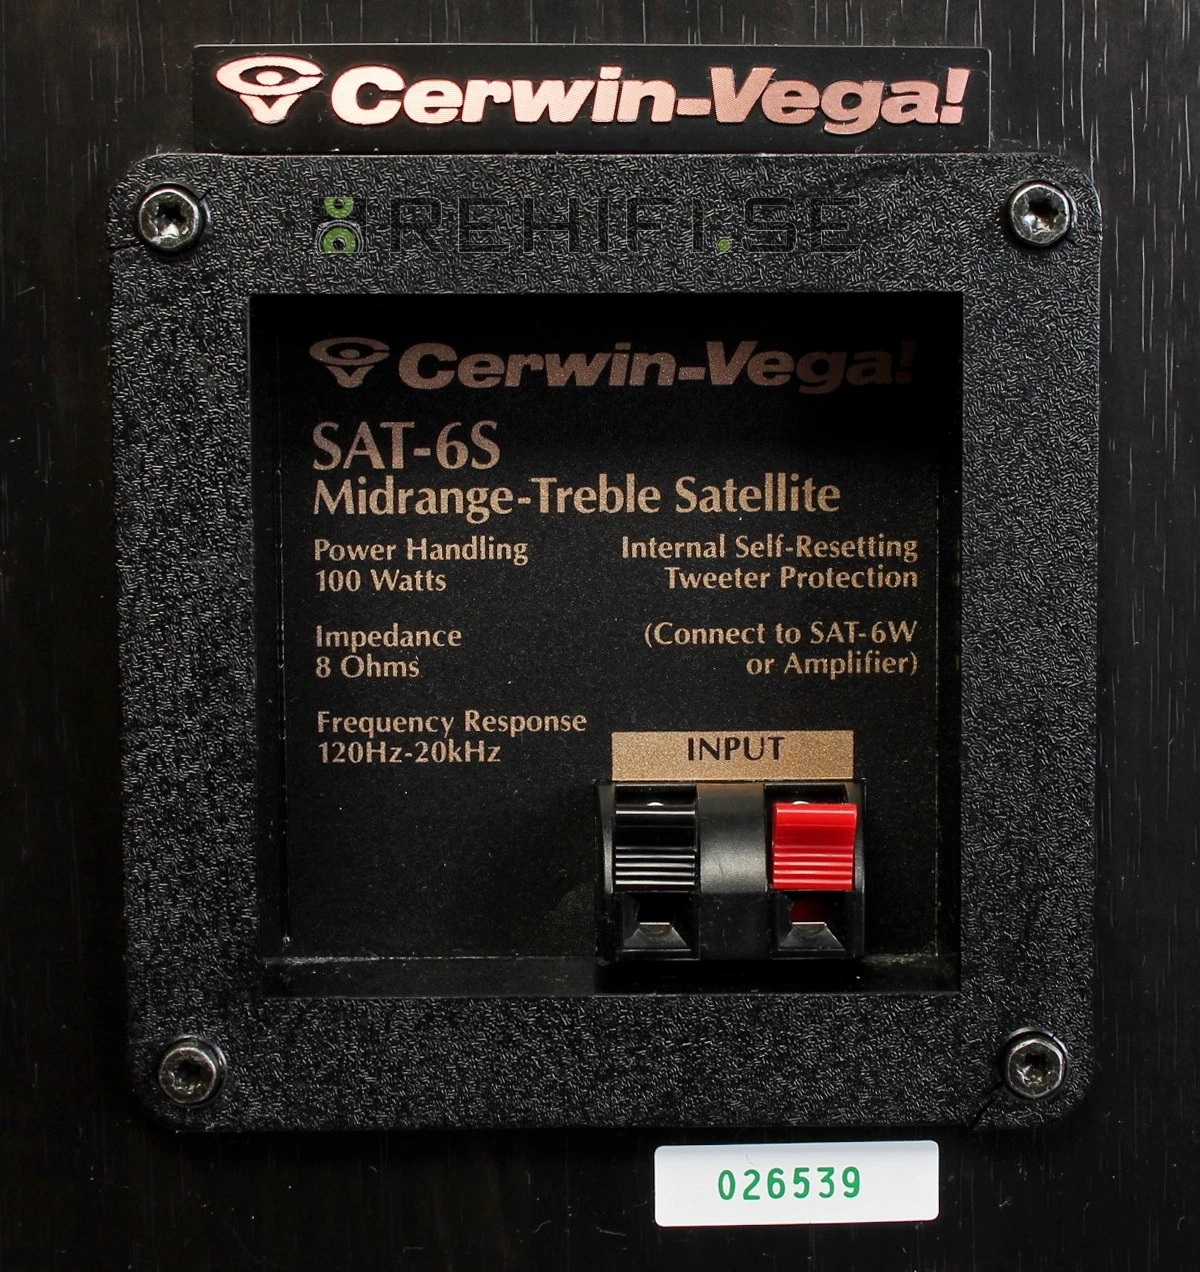 Cerwin-Vega!
REHIFI.SE
Cerwin-Vega!
SAT-6S
Midrange-Treble Satellite
Power Handling
100 Watts
Internal Self-Resetting
Tweeter Protection
Impedance
8 Ohms
(Connect to SAT-6W
or Amplifier)
Frequency Response
120Hz-20kHz
INPUT
026539